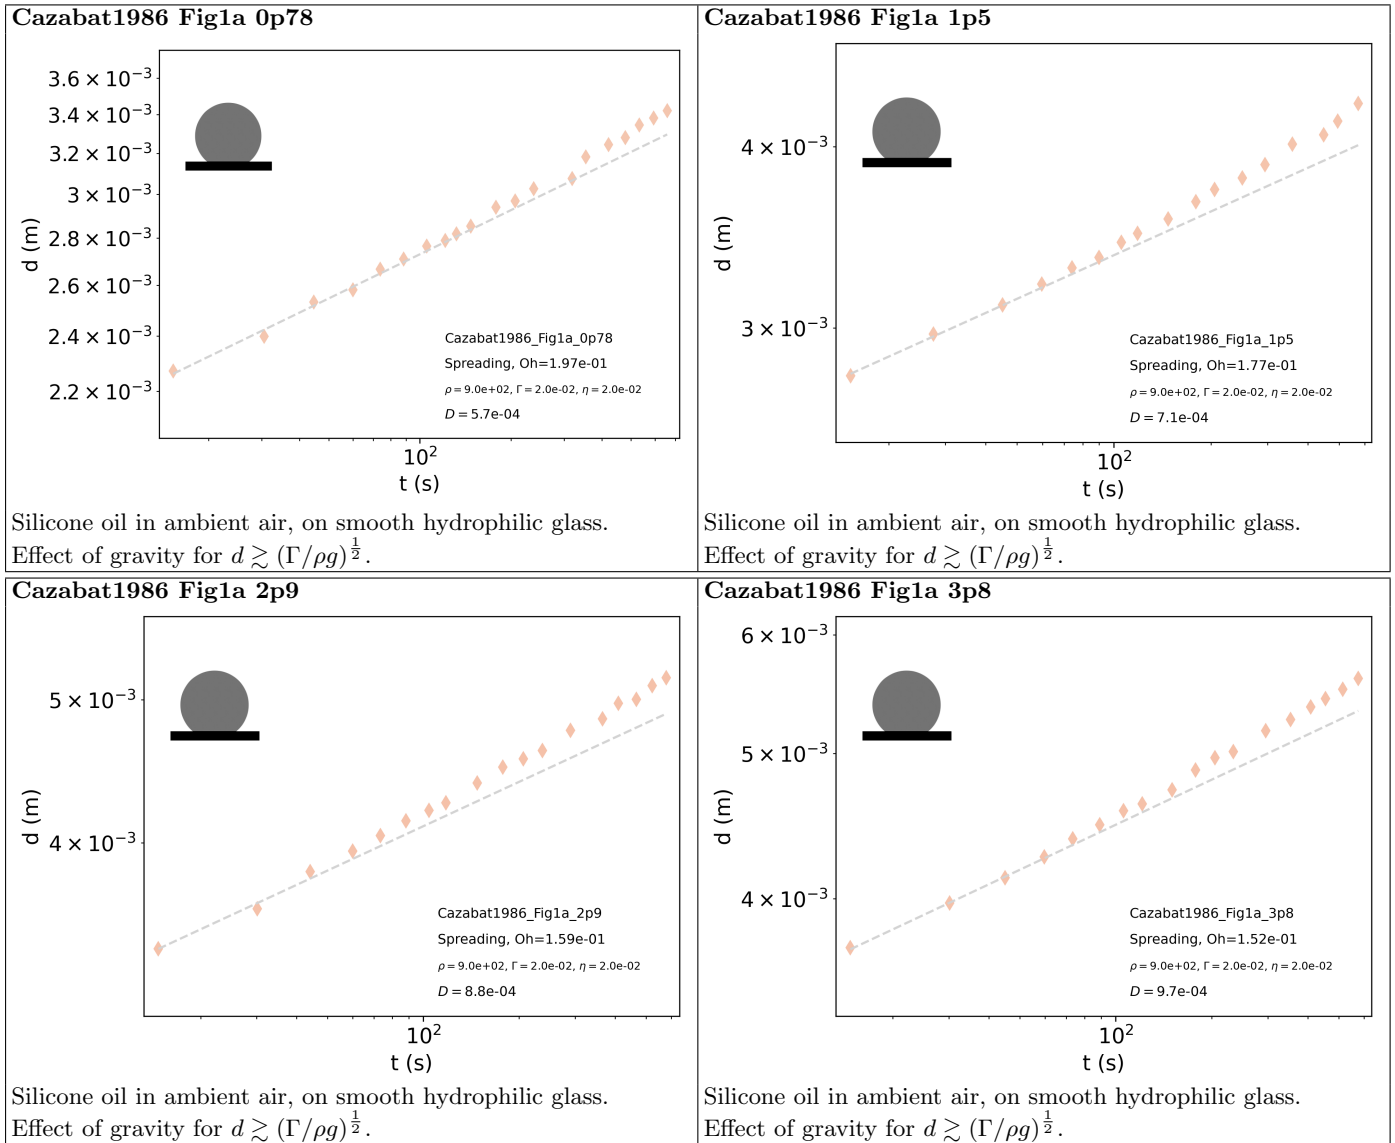 Cazabat1986 Fig1a 0p78
3.6 × 10⁻³
3.4 × 10⁻³
3.2 × 10⁻³
3 × 10⁻³
2.8 × 10⁻³
2.6 × 10⁻³
2.4 × 10⁻³
2.2 × 10⁻³
d (m)
Cazabat1986_Fig1a_0p78
Spreading, Oh=1.97e-01
ρ = 9.0e+02, Γ = 2.0e-02, η = 2.0e-02
D = 5.7e-04
10²
t (s)
Silicone oil in ambient air, on smooth hydrophilic glass.
Effect of gravity for d ≳ (Γ/ρg)^{1/2}.
Cazabat1986 Fig1a 1p5
4 × 10⁻³
3 × 10⁻³
d (m)
Cazabat1986_Fig1a_1p5
Spreading, Oh=1.77e-01
ρ = 9.0e+02, Γ = 2.0e-02, η = 2.0e-02
D = 7.1e-04
10²
t (s)
Silicone oil in ambient air, on smooth hydrophilic glass.
Effect of gravity for d ≳ (Γ/ρg)^{1/2}.
Cazabat1986 Fig1a 2p9
5 × 10⁻³
4 × 10⁻³
d (m)
Cazabat1986_Fig1a_2p9
Spreading, Oh=1.59e-01
ρ = 9.0e+02, Γ = 2.0e-02, η = 2.0e-02
D = 8.8e-04
10²
t (s)
Silicone oil in ambient air, on smooth hydrophilic glass.
Effect of gravity for d ≳ (Γ/ρg)^{1/2}.
Cazabat1986 Fig1a 3p8
6 × 10⁻³
5 × 10⁻³
4 × 10⁻³
d (m)
Cazabat1986_Fig1a_3p8
Spreading, Oh=1.52e-01
ρ = 9.0e+02, Γ = 2.0e-02, η = 2.0e-02
D = 9.7e-04
10²
t (s)
Silicone oil in ambient air, on smooth hydrophilic glass.
Effect of gravity for d ≳ (Γ/ρg)^{1/2}.